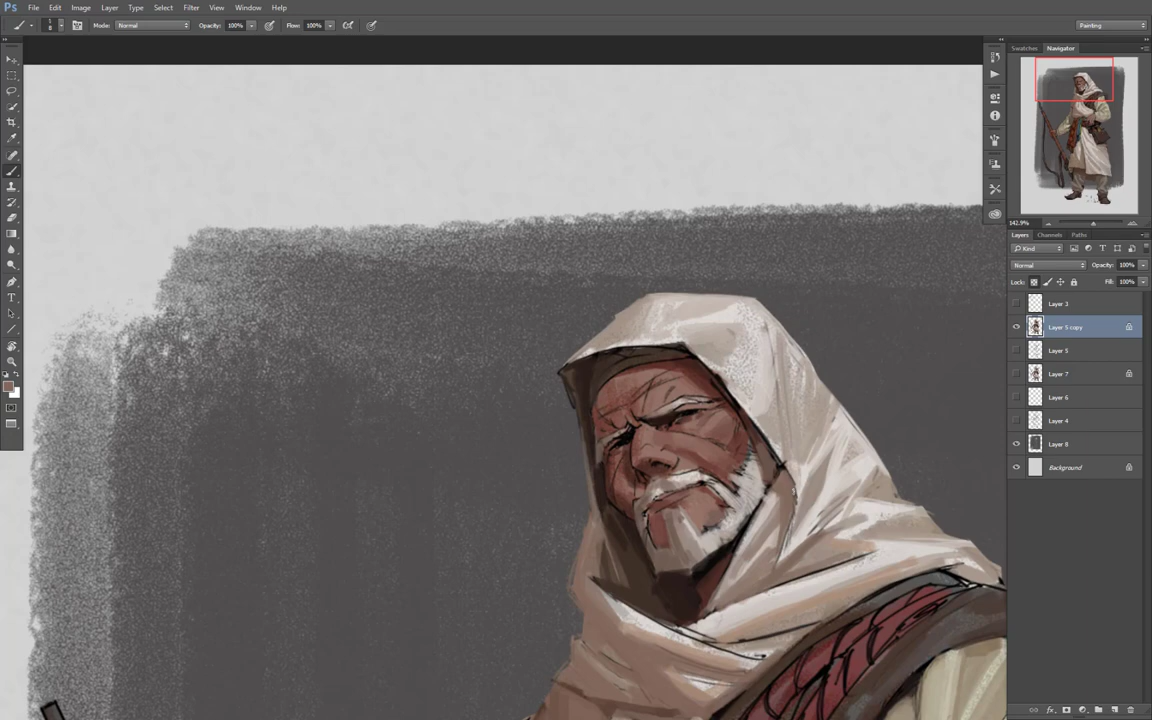 Ps File Edit Image Layer Type Select Filter View Window Help
Mode: Normal Opacity: 100% Flow: 100% Painting
Swatches Navigator
142.9%
Layers Channels Paths
Kind
Normal Opacity: 100%
Lock: Fill: 100%
Layer 3
Layer 5 copy
Layer 5
Layer 7
Layer 6
Layer 4
Layer 8
Background